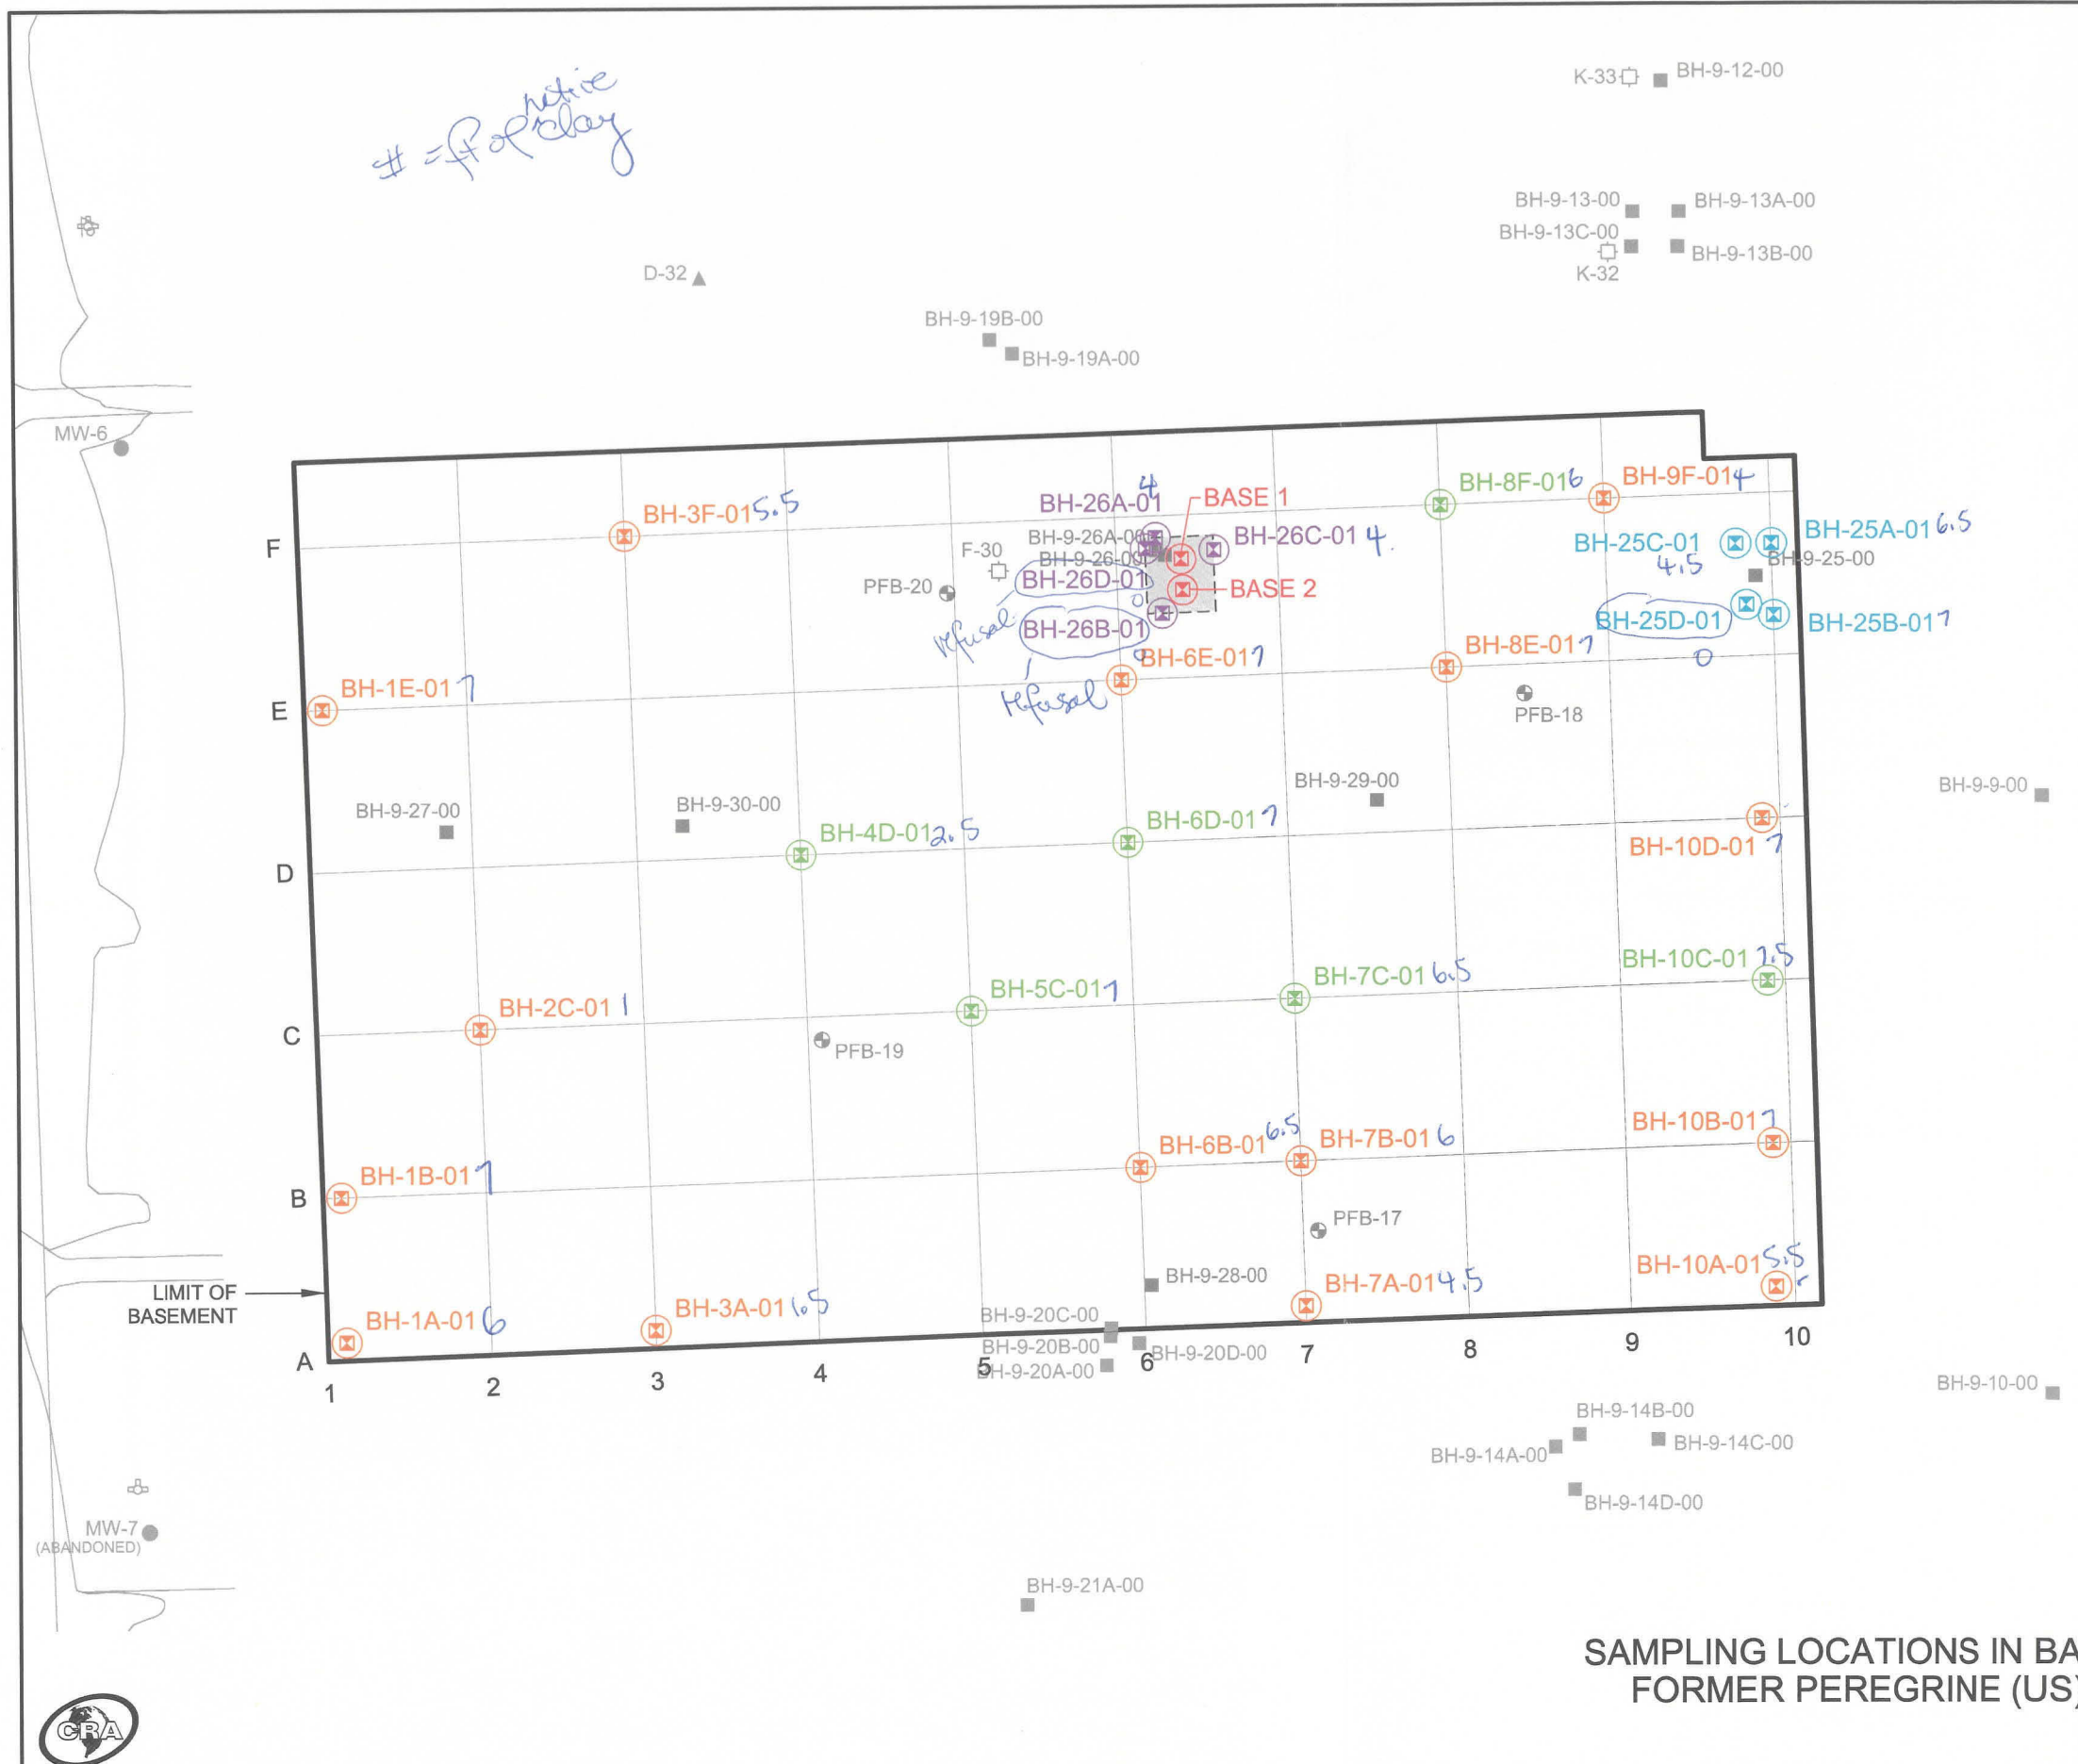 # = ft of native clay
K-33 BH-9-12-00
BH-9-13-00 BH-9-13A-00
BH-9-13C-00 BH-9-13B-00
K-32
D-32
BH-9-19B-00
BH-9-19A-00
MW-6
BH-26A-01 4
BASE 1
BH-8F-01 6
BH-9F-01 4
BH-3F-01 5.5
F
F-30
BH-9-26A-00
BH-9-26-00
BH-26C-01 4
BH-25C-01 4.5
BH-25A-01 6.5
BH-9-25-00
PFB-20
BH-26D-01 0
refusal
BASE 2
BH-26B-01 0
refusal
BH-25D-01 0
BH-25B-01 7
BH-6E-01 7
BH-8E-01 7
BH-1E-01 7
E
PFB-18
BH-9-27-00
BH-9-30-00
BH-9-29-00
BH-9-9-00
BH-4D-01 2.5
BH-6D-01 7
BH-10D-01 7
D
BH-10C-01 7.5
BH-7C-01 6.5
BH-5C-01 7
BH-2C-01 1
C
PFB-19
BH-10B-01 7
BH-6B-01 6.5
BH-7B-01 6
BH-1B-01 7
B
PFB-17
LIMIT OF
BASEMENT
BH-9-28-00
BH-10A-01 5.5
BH-7A-01 4.5
BH-3A-01 1.5
BH-1A-01 6
BH-9-20C-00
BH-9-20B-00
BH-9-20D-00
BH-9-20A-00
A
1 2 3 4 5 6 7 8 9 10
BH-9-10-00
BH-9-14B-00
BH-9-14A-00
BH-9-14C-00
BH-9-14D-00
MW-7
(ABANDONED)
BH-9-21A-00
SAMPLING LOCATIONS IN BA
FORMER PEREGRINE (US)
CRA